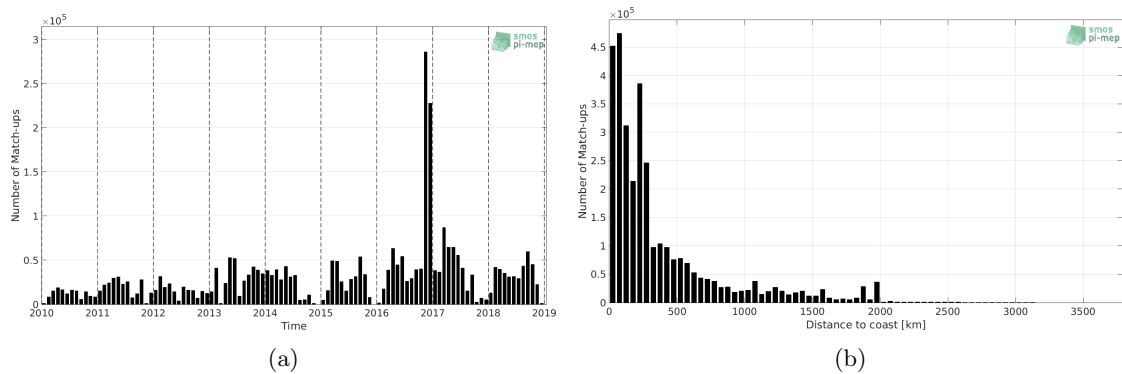 ×10⁵
3
2.5
2
1.5
1
0.5
0
Number of Match-ups
2010 2011 2012 2013 2014 2015 2016 2017 2018 2019
Time
smos
pi-mep
(a)
×10⁵
4.5
4
3.5
3
2.5
2
1.5
1
0.5
0
Number of Match-ups
0 500 1000 1500 2000 2500 3000 3500
Distance to coast [km]
smos
pi-mep
(b)